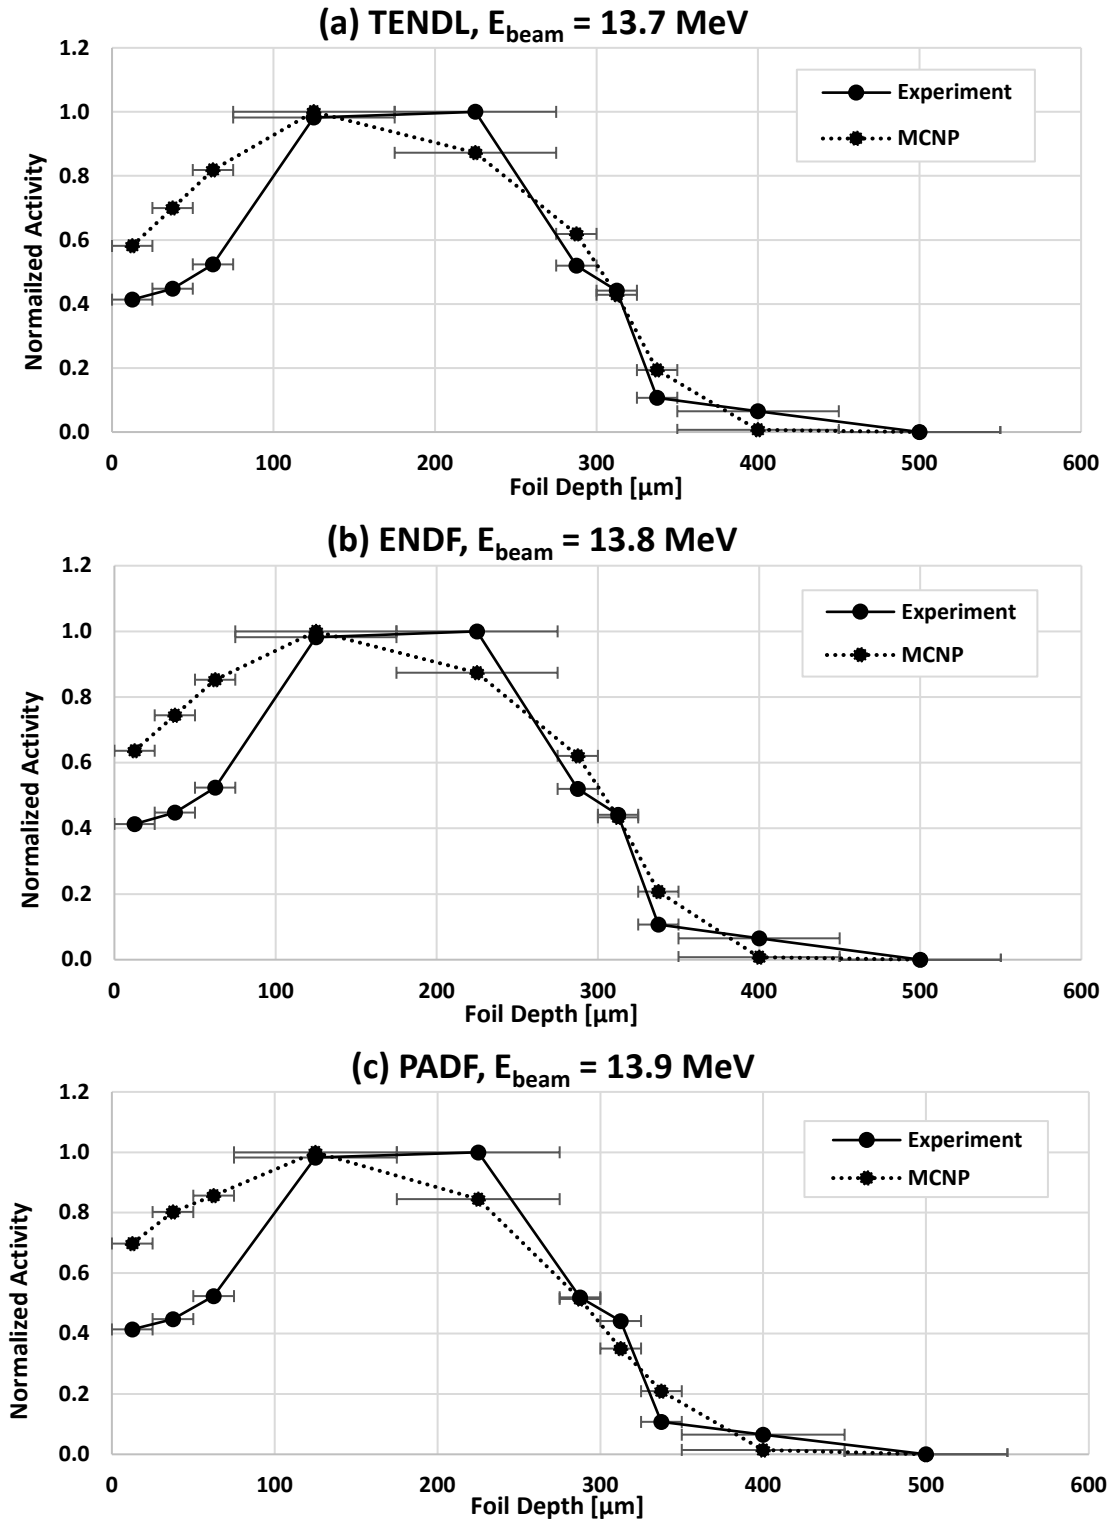 (a) TENDL, Ebeam = 13.7 MeV
1.2
1.0
0.8
0.6
0.4
0.2
0.0
Normailzed Activity
Experiment
MCNP
0 100 200 300 400 500 600
Foil Depth [µm]
(b) ENDF, Ebeam = 13.8 MeV
1.2
1.0
0.8
0.6
0.4
0.2
0.0
Normalized Activity
Experiment
MCNP
0 100 200 300 400 500 600
Foil Depth [µm]
(c) PADF, Ebeam = 13.9 MeV
1.2
1.0
0.8
0.6
0.4
0.2
0.0
Normalized Activity
Experiment
MCNP
0 100 200 300 400 500 600
Foil Depth [µm]